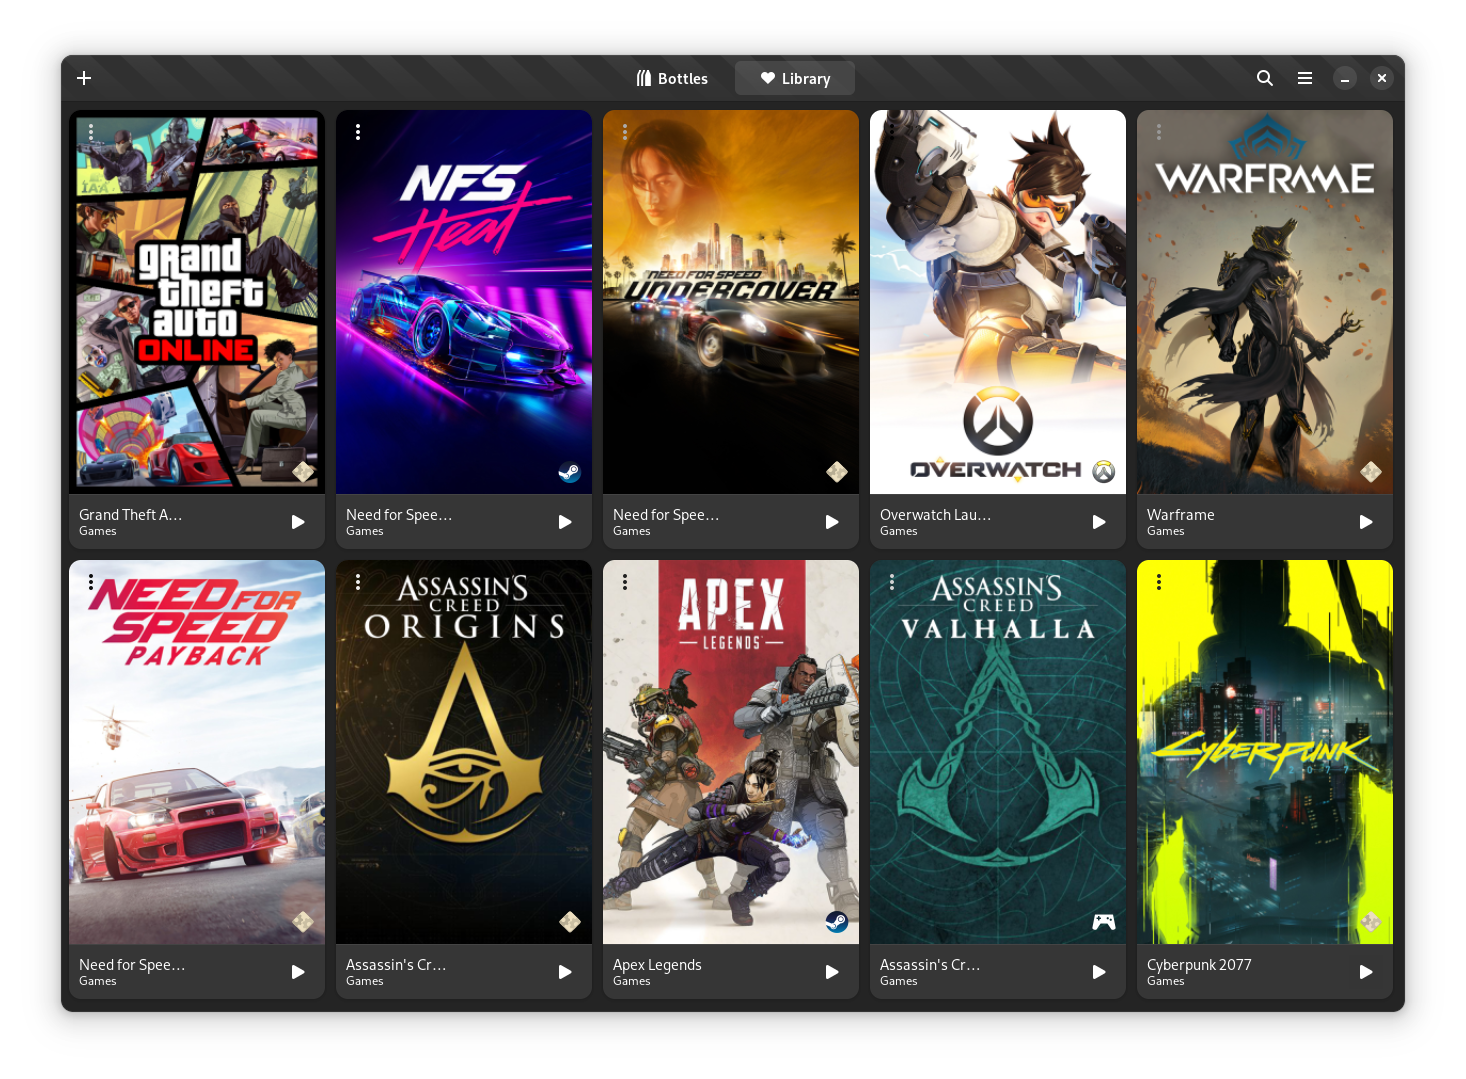 Bottles
Library
IAA
grand
theft
auto
ONLINE
NFS
Heat
NEED FOR SPEED
UNDERCOVER
OVERWATCH
WARFRAME
Grand Theft A…
Games
Need for Spee…
Games
Need for Spee…
Games
Overwatch Lau…
Games
Warframe
Games
NEED FOR
SPEED
PAYBACK
ASSASSIN'S
CREED
ORIGINS
APEX
LEGENDS
ASSASSIN'S
CREED
VALHALLA
CYBERPUNK
2077
Need for Spee…
Games
Assassin's Cr…
Games
Apex Legends
Games
Assassin's Cr…
Games
Cyberpunk 2077
Games